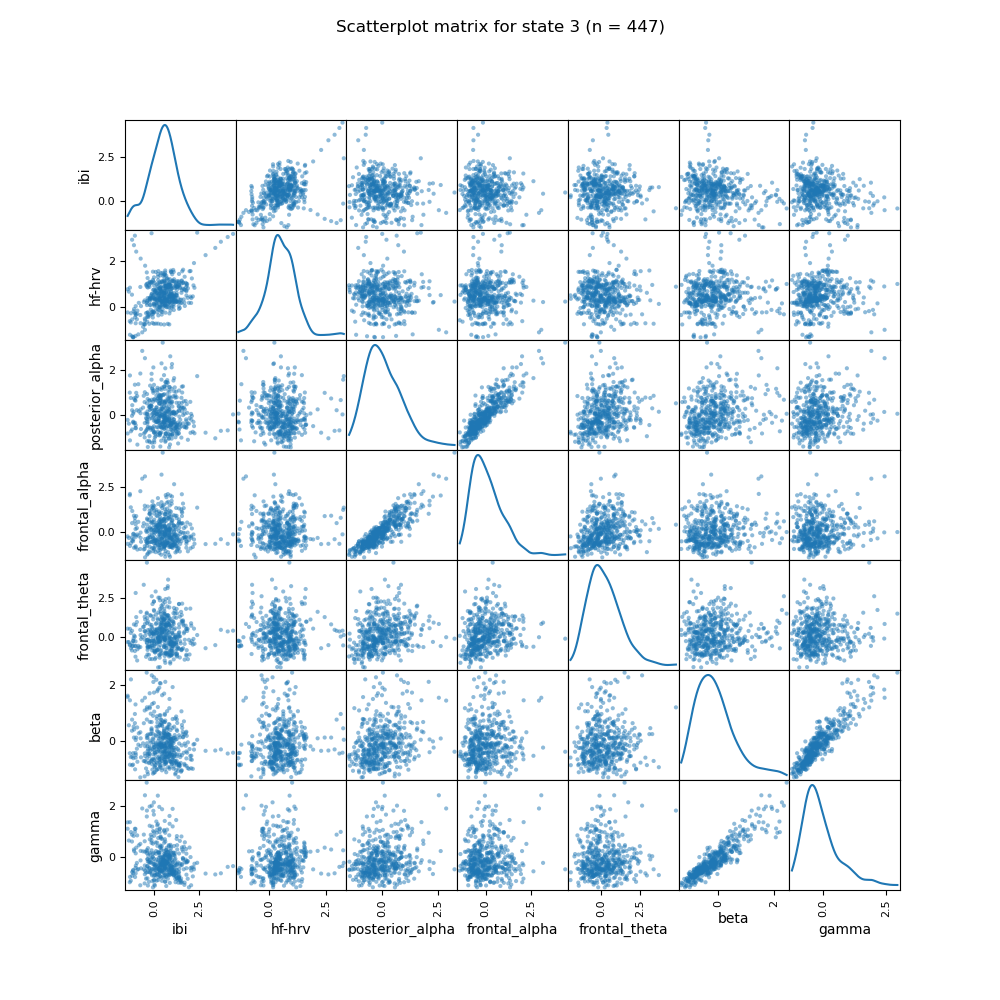 Scatterplot matrix for state 3 (n = 447)
ibi
2.5
0.0
hf-hrv
2
0
posterior_alpha
2
0
frontal_alpha
2.5
0.0
frontal_theta
2.5
0.0
beta
2
0
gamma
2
0
0.0 2.5 0.0 2.5 0.0 2.5 0.0 2.5 0.0 2.5 0 2 0.0 2.5
ibi hf-hrv posterior_alpha frontal_alpha frontal_theta beta gamma